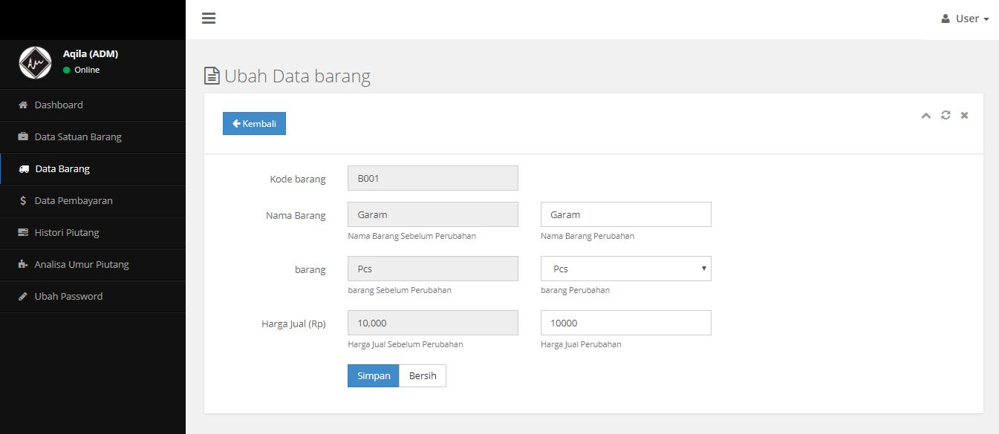 User
Aqila (ADM)
Online
Dashboard
Data Satuan Barang
Data Barang
Data Pembayaran
Histori Piutang
Analisa Umur Piutang
Ubah Password
Ubah Data barang
Kembali
Kode barang B001
Nama Barang Garam Garam
Nama Barang Sebelum Perubahan Nama Barang Perubahan
barang Pcs Pcs
barang Sebelum Perubahan barang Perubahan
Harga Jual (Rp) 10,000 10000
Harga Jual Sebelum Perubahan Harga Jual Perubahan
Simpan Bersih